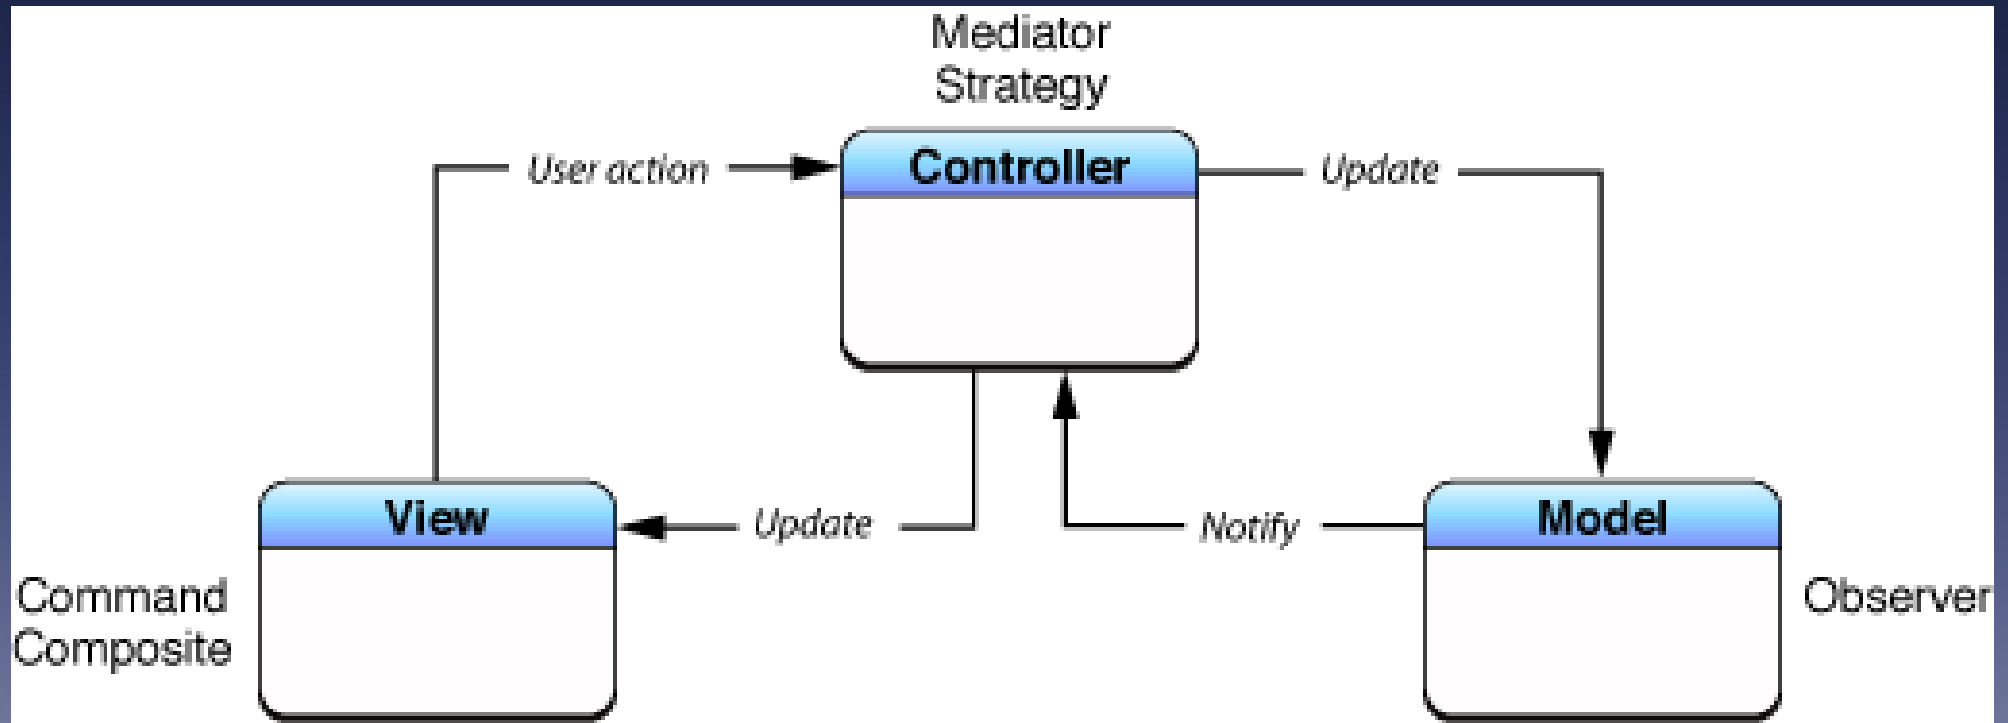 Mediator
Strategy
User action
Controller
Update
View
Update
Notify
Model
Command
Composite
Observer